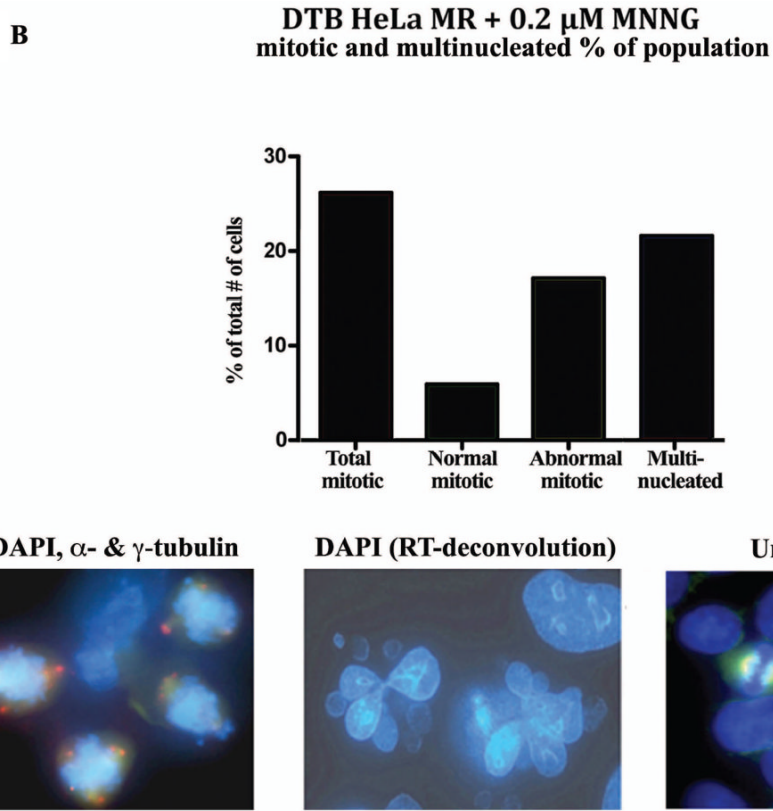 B
DTB HeLa MR + 0.2 µM MNNG
mitotic and multinucleated % of population
% of total # of cells
30
20
10
0
Total mitotic
Normal mitotic
Abnormal mitotic
Multi-nucleated
DAPI, α- & γ-tubulin
DAPI (RT-deconvolution)